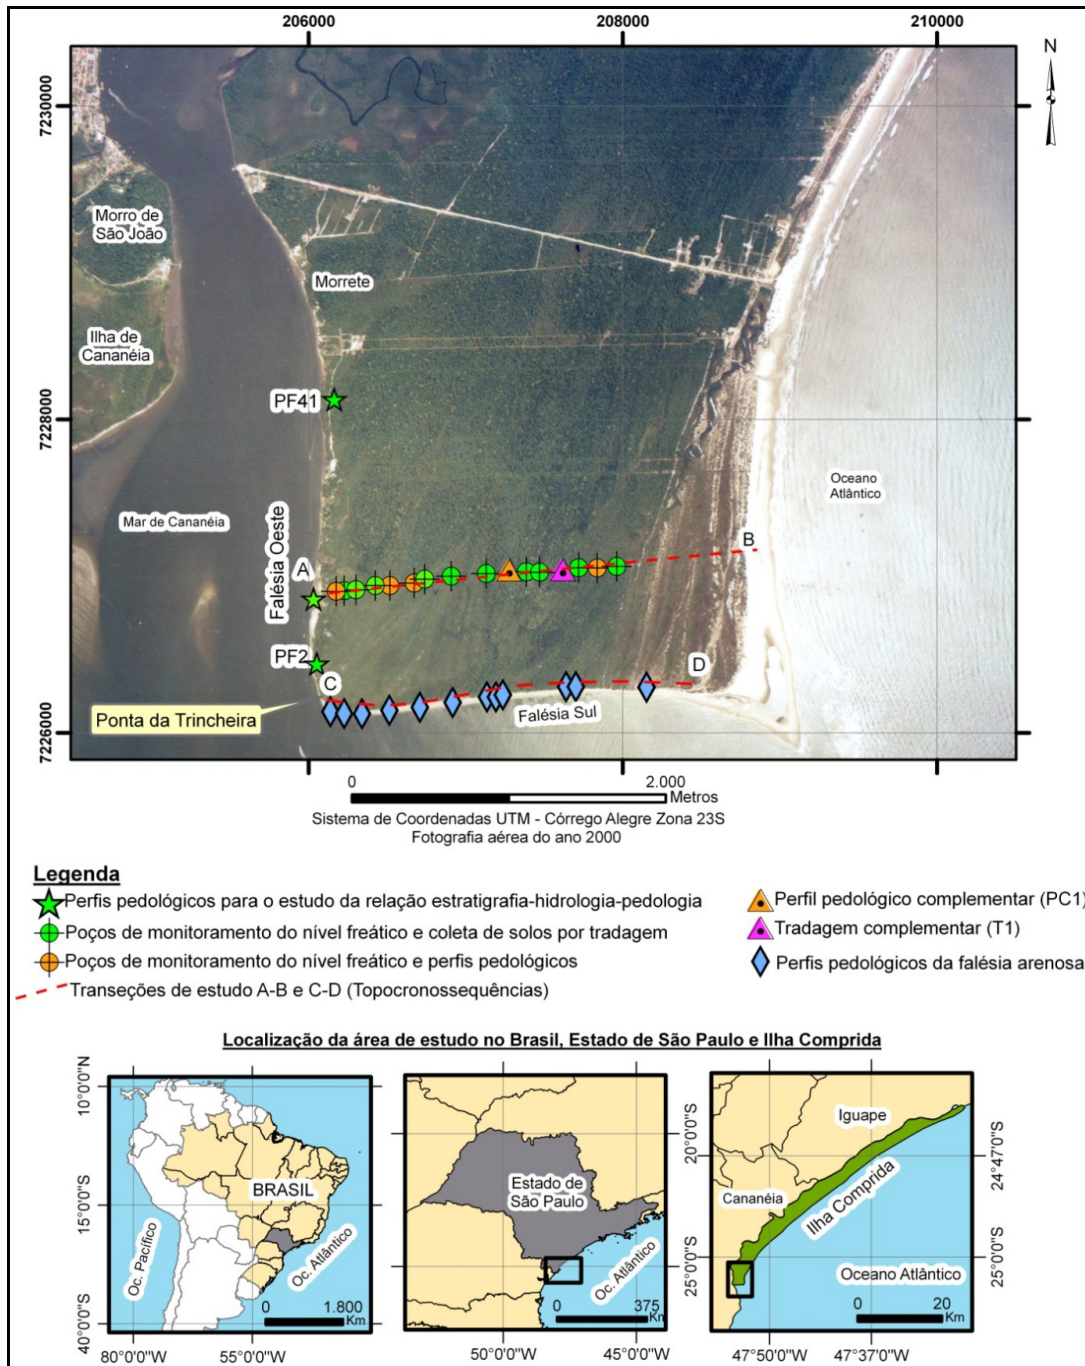 206000
208000
210000
N
7230000
7228000
7226000
Morro de
São João
Morrete
Ilha de
Cananéia
PF41
Oceano
Atlântico
Mar de Cananéia
Falésia Oeste
A
B
PF2
C
D
Ponta da Trincheira
Falésia Sul
0
2.000
Metros
Sistema de Coordenadas UTM - Córrego Alegre Zona 23S
Fotografia aérea do ano 2000
Legenda
Perfis pedológicos para o estudo da relação estratigrafia-hidrologia-pedologia
Poços de monitoramento do nível freático e coleta de solos por tradagem
Poços de monitoramento do nível freático e perfis pedológicos
Transeções de estudo A-B e C-D (Topocronossequências)
Perfil pedológico complementar (PC1)
Tradagem complementar (T1)
Perfis pedológicos da falésia arenosa
Localização da área de estudo no Brasil, Estado de São Paulo e Ilha Comprida
10°0'0"N
15°0'0"S
40°0'0"S
BRASIL
Oc. Pacífico
Oc. Atlântico
0
1.800
Km
80°0'0"W
55°0'0"W
Estado de
São Paulo
Oc. Atlântico
0
375
Km
20°0'0"S
25°0'0"S
50°0'0"W
45°0'0"W
Iguape
Cananéia
Ilha Comprida
Oceano Atlântico
0
20
Km
24°47'0"S
25°0'0"S
47°50'0"W
47°37'0"W